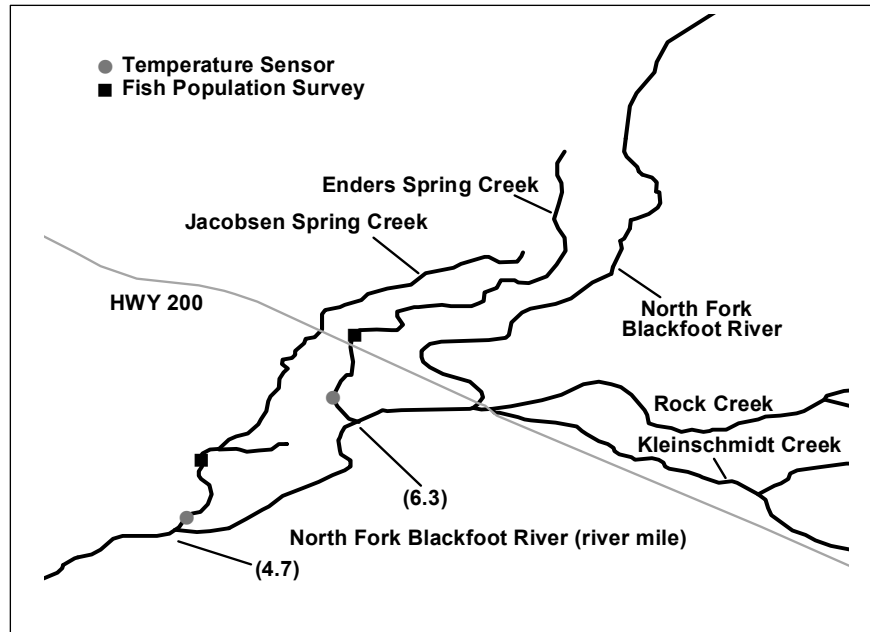 Temperature Sensor
Fish Population Survey
Enders Spring Creek
Jacobsen Spring Creek
HWY 200
North Fork
Blackfoot River
Rock Creek
Kleinschmidt Creek
(6.3)
North Fork Blackfoot River (river mile)
(4.7)